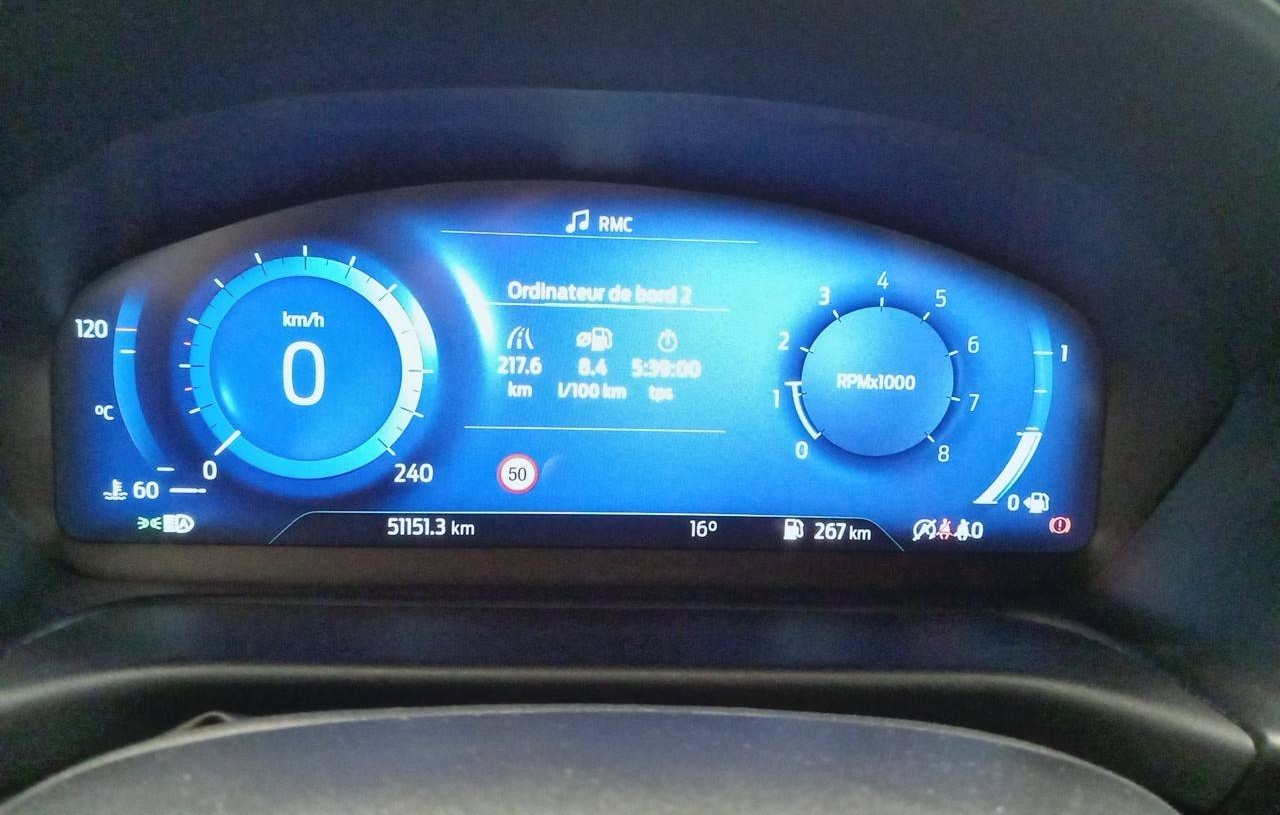 RMC
Ordinateur de bord 2
217.6 8.4 5:39:00
km l/100 km tps
50
120
°C
60
km/h
0
0 240
0 1 2 3 4 5 6 7 8
RPMx1000
1
0
51151.3 km 16° 267 km A 0